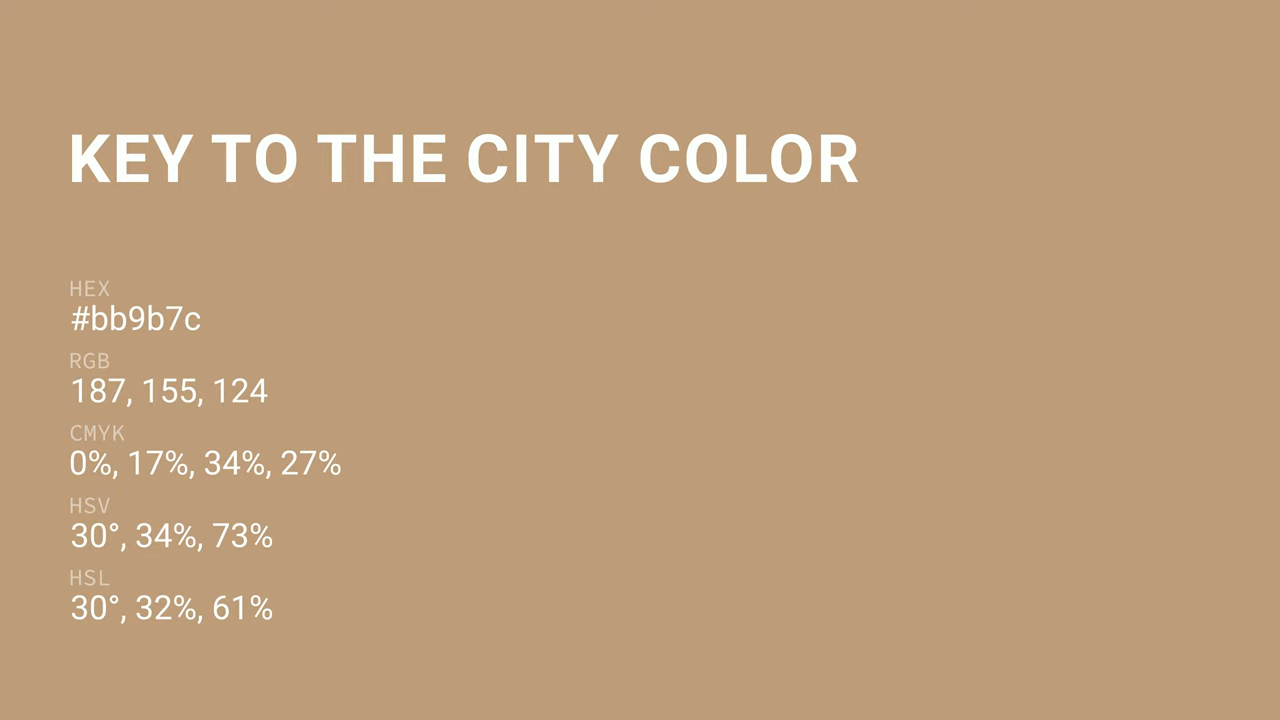 KEY TO THE CITY COLOR
HEX
#bb9b7c
RGB
187, 155, 124
CMYK
0%, 17%, 34%, 27%
HSV
30°, 34%, 73%
HSL
30°, 32%, 61%